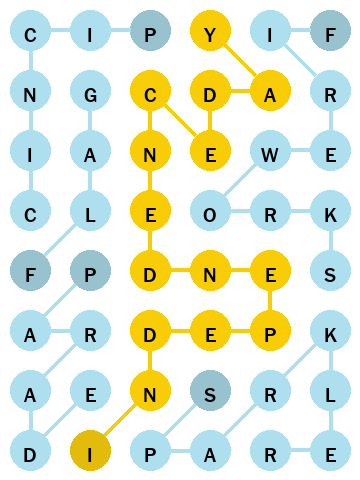 C I P Y I F
N G C D A R
I A N E W E
C L E O R K
F P D N E S
A R D E P K
A E N S R L
D I P A R E